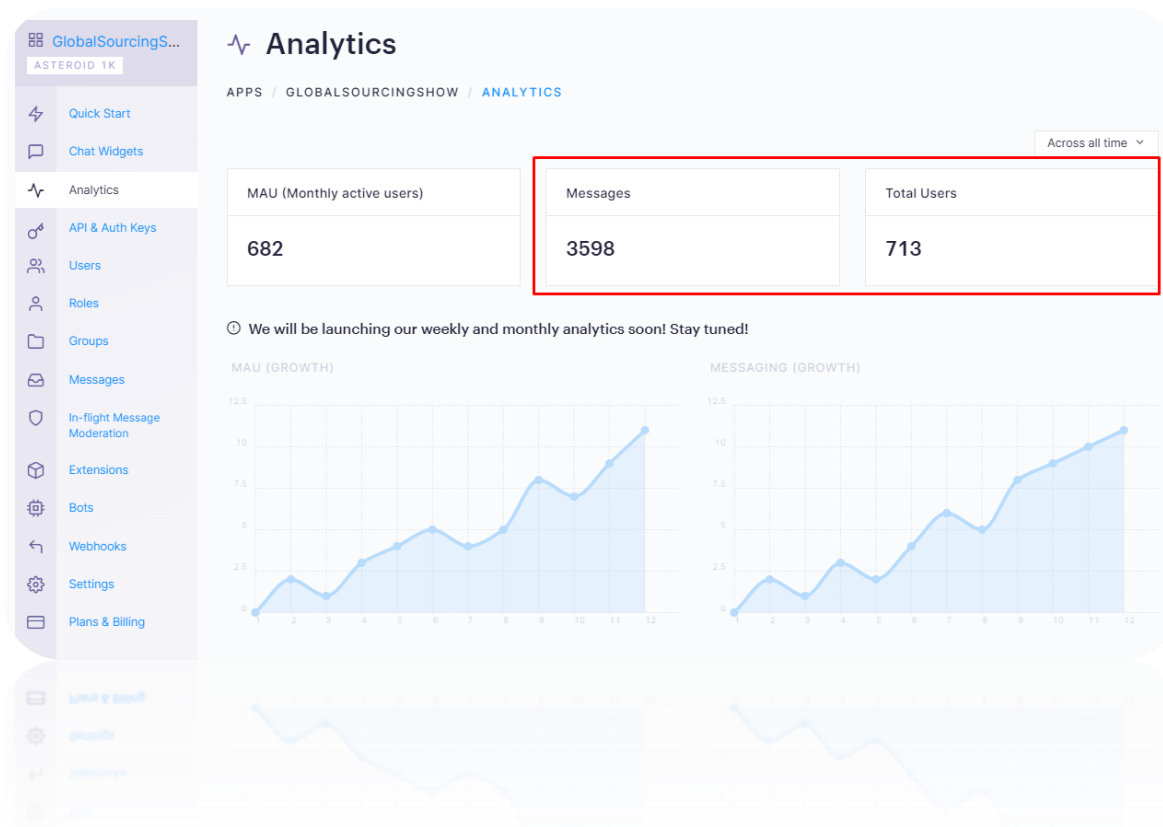 GlobalSourcingS...
ASTEROID 1K
Quick Start
Chat Widgets
Analytics
API & Auth Keys
Users
Roles
Groups
Messages
In-flight Message
Moderation
Extensions
Bots
Webhooks
Settings
Plans & Billing
Analytics
APPS / GLOBALSOURCINGSHOW / ANALYTICS
Across all time
MAU (Monthly active users)
682
Messages
3598
Total Users
713
We will be launching our weekly and monthly analytics soon! Stay tuned!
MAU (GROWTH)
12.5
10
7.5
5
2.5
0
1 2 3 4 5 6 7 8 9 10 11 12
MESSAGING (GROWTH)
12.5
10
7.5
5
2.5
0
1 2 3 4 5 6 7 8 9 10 11 12
Plans & Billing
Settings
Webhooks